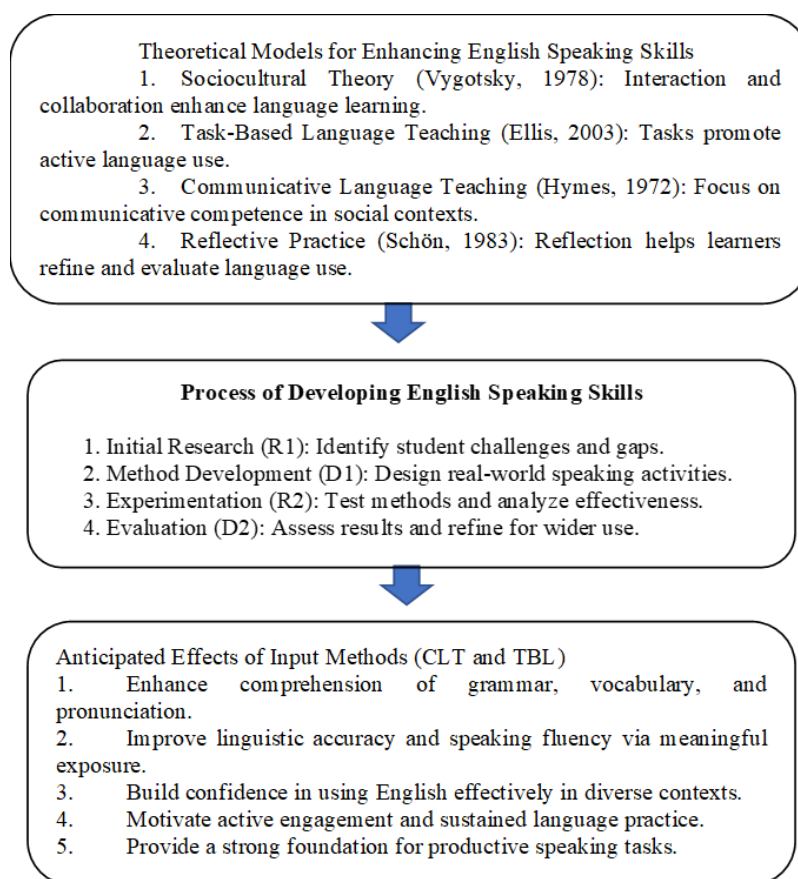 Theoretical Models for Enhancing English Speaking Skills
1. Sociocultural Theory (Vygotsky, 1978): Interaction and
collaboration enhance language learning.
2. Task-Based Language Teaching (Ellis, 2003): Tasks promote
active language use.
3. Communicative Language Teaching (Hymes, 1972): Focus on
communicative competence in social contexts.
4. Reflective Practice (Schön, 1983): Reflection helps learners
refine and evaluate language use.
Process of Developing English Speaking Skills
1. Initial Research (R1): Identify student challenges and gaps.
2. Method Development (D1): Design real-world speaking activities.
3. Experimentation (R2): Test methods and analyze effectiveness.
4. Evaluation (D2): Assess results and refine for wider use.
Anticipated Effects of Input Methods (CLT and TBL)
1. Enhance comprehension of grammar, vocabulary, and
pronunciation.
2. Improve linguistic accuracy and speaking fluency via meaningful
exposure.
3. Build confidence in using English effectively in diverse contexts.
4. Motivate active engagement and sustained language practice.
5. Provide a strong foundation for productive speaking tasks.